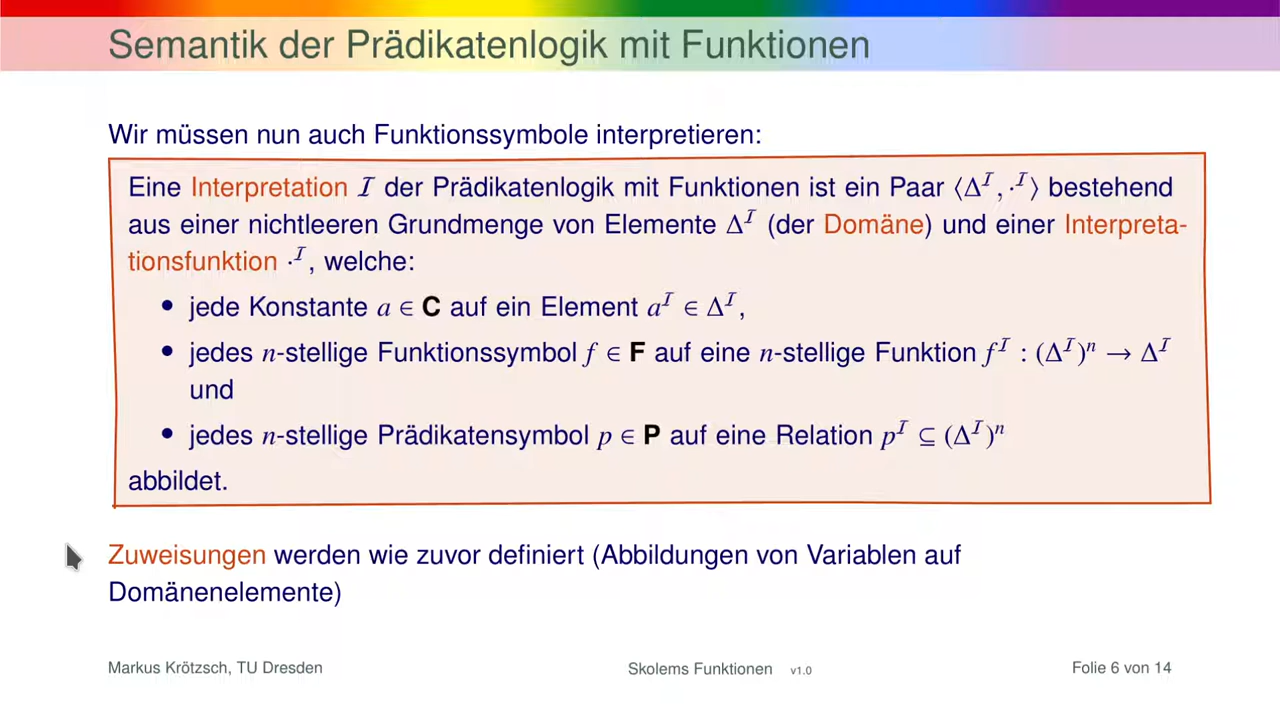 Semantik der Prädikatenlogik mit Funktionen
Wir müssen nun auch Funktionssymbole interpretieren:
Eine Interpretation 𝓘 der Prädikatenlogik mit Funktionen ist ein Paar ⟨Δ^𝓘, ·^𝓘⟩ bestehend
aus einer nichtleeren Grundmenge von Elemente Δ^𝓘 (der Domäne) und einer Interpreta-
tionsfunktion ·^𝓘, welche:
• jede Konstante a ∈ C auf ein Element a^𝓘 ∈ Δ^𝓘,
• jedes n-stellige Funktionssymbol f ∈ F auf eine n-stellige Funktion f^𝓘 : (Δ^𝓘)^n → Δ^𝓘
und
• jedes n-stellige Prädikatensymbol p ∈ P auf eine Relation p^𝓘 ⊆ (Δ^𝓘)^n
abbildet.
Zuweisungen werden wie zuvor definiert (Abbildungen von Variablen auf
Domänenelemente)
Markus Krötzsch, TU Dresden Skolems Funktionen v1.0 Folie 6 von 14